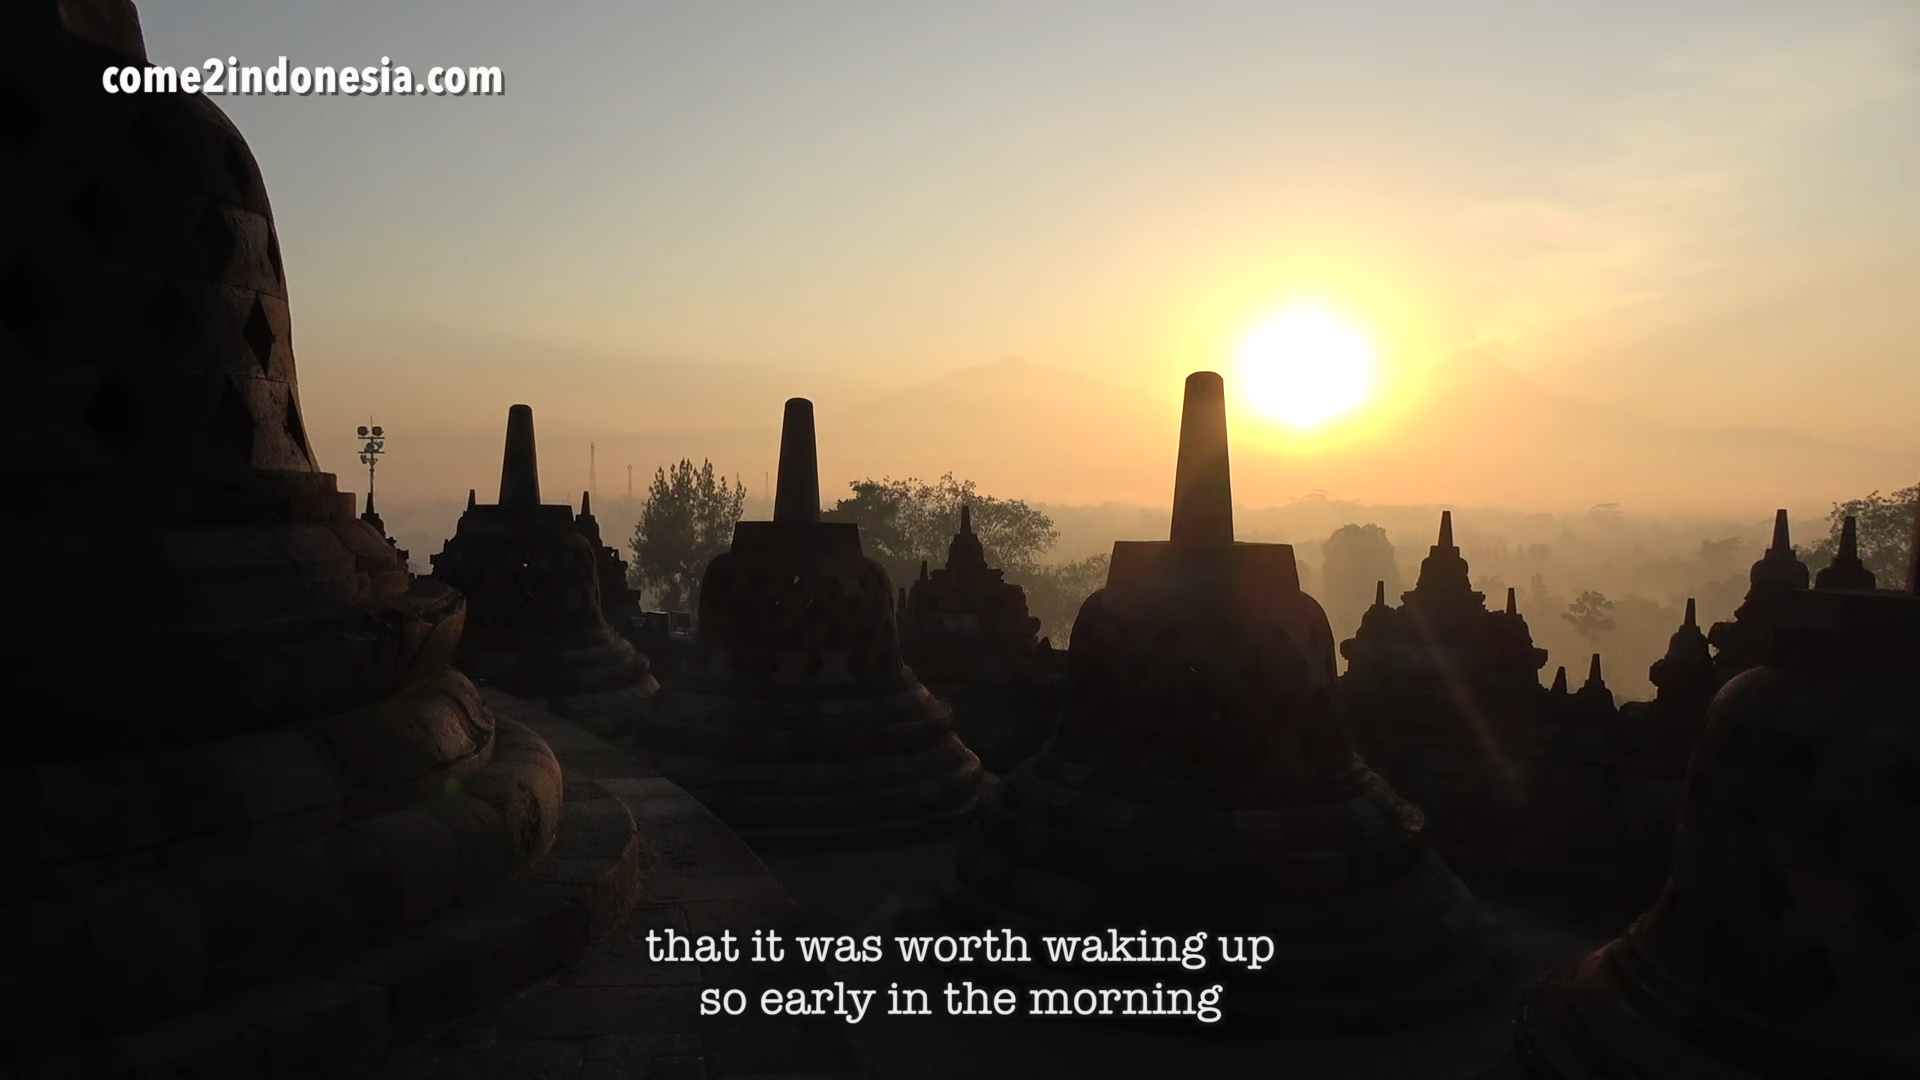 come2indonesia.com
that it was worth waking up
so early in the morning